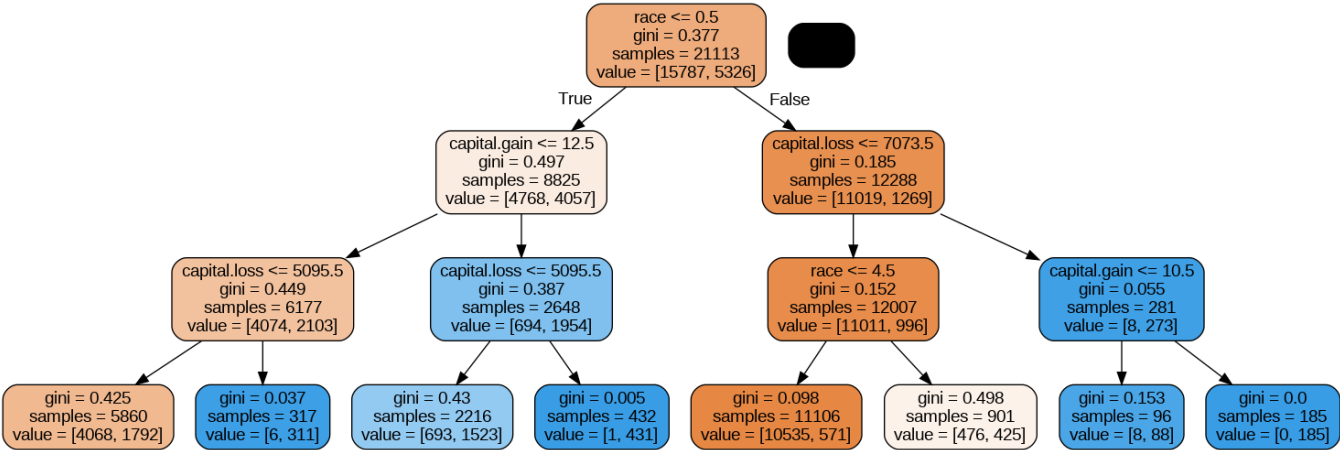 race <= 0.5
gini = 0.377
samples = 21113
value = [15787, 5326]
True
False
capital.gain <= 12.5
gini = 0.497
samples = 8825
value = [4768, 4057]
capital.loss <= 7073.5
gini = 0.185
samples = 12288
value = [11019, 1269]
capital.loss <= 5095.5
gini = 0.449
samples = 6177
value = [4074, 2103]
capital.loss <= 5095.5
gini = 0.387
samples = 2648
value = [694, 1954]
race <= 4.5
gini = 0.152
samples = 12007
value = [11011, 996]
capital.gain <= 10.5
gini = 0.055
samples = 281
value = [8, 273]
gini = 0.425
samples = 5860
value = [4068, 1792]
gini = 0.037
samples = 317
value = [6, 311]
gini = 0.43
samples = 2216
value = [693, 1523]
gini = 0.005
samples = 432
value = [1, 431]
gini = 0.098
samples = 11106
value = [10535, 571]
gini = 0.498
samples = 901
value = [476, 425]
gini = 0.153
samples = 96
value = [8, 88]
gini = 0.0
samples = 185
value = [0, 185]